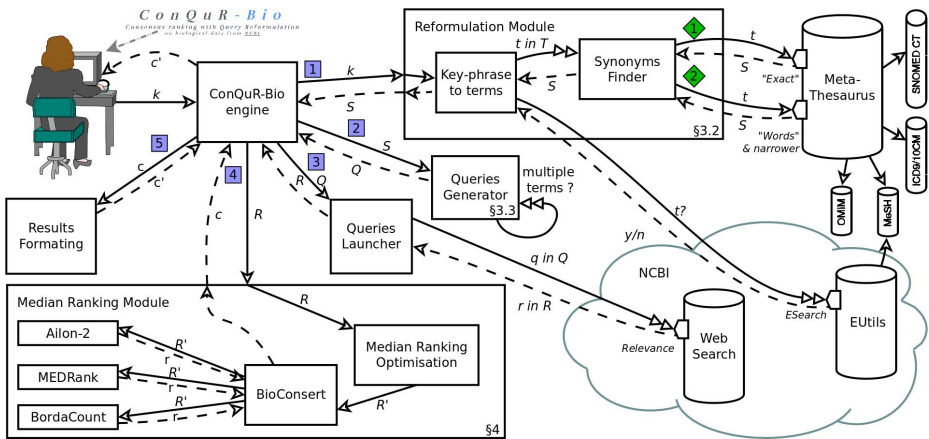 ConQuR-Bio
Consensus ranking with Query Reformulation
on biological data from NCBI
c'
k
ConQuR-Bio
engine
1
k
S
Reformulation Module
Key-phrase
to terms
t in T
S
Synonyms
Finder
§3.2
1
t
S
"Exact"
2
t
S
"Words"
& narrower
Meta-
Thesaurus
SNOMED CT
ICD9/10CM
OMIM
MeSH
2
S
Q
Queries
Generator
§3.3
multiple
terms ?
3
R
Q
Queries
Launcher
4
c
R
5
c
c'
Results
Formating
t?
y/n
q in Q
r in R
NCBI
Relevance
Web
Search
ESearch
EUtils
Median Ranking Module
R
Ailon-2
R'
r
MEDRank
R'
r
BordaCount
R'
r
BioConsert
Median Ranking
Optimisation
R'
§4